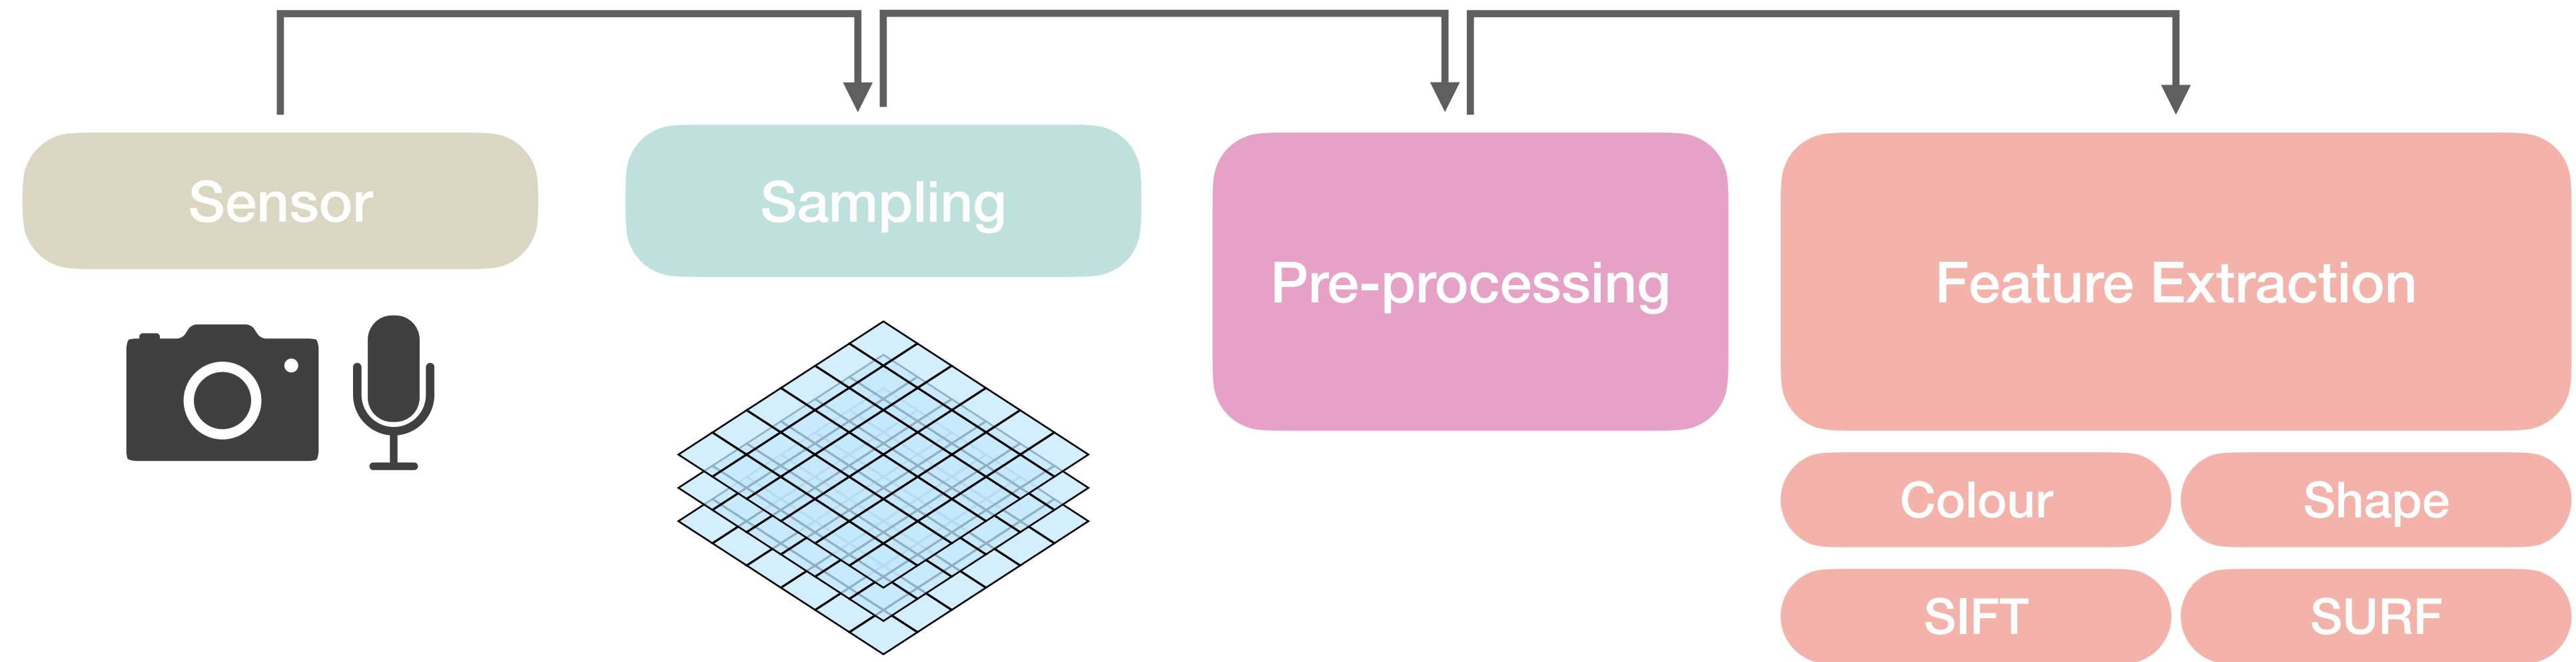 Sensor
Sampling
Pre-processing
Feature Extraction
Colour
Shape
SIFT
SURF